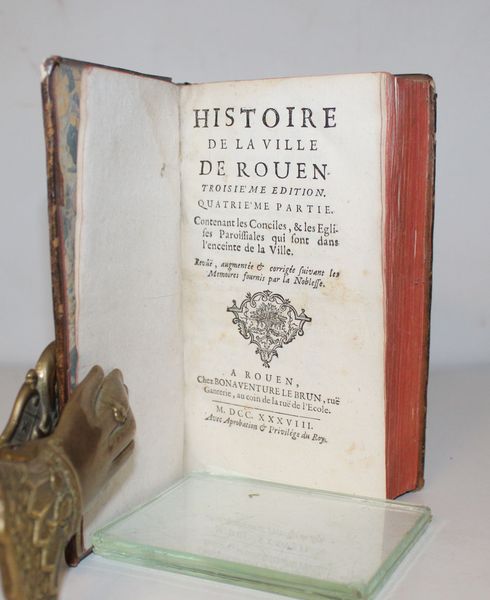 HISTOIRE
DE LA VILLE
DE ROUEN.
TROISIE'ME EDITION.
QUATRIE'ME PARTIE.
Contenant les Conciles, & les Egli-
ses Paroissiales qui sont dans
l'enceinte de la Ville.
Revûë, augmentée & corrigée suivant les
Memoires fournis par la Noblesse.
A ROUEN,
Chez BONAVENTURE LE BRUN, ruë
Ganterie, au coin de la ruë de l'Ecole.
M. DCC. XXXVIII.
Avec Aprobation & Privilége du Roy.